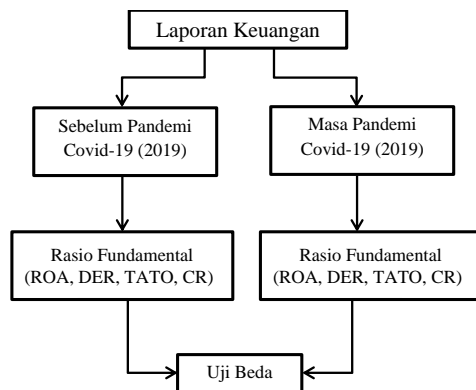 Laporan Keuangan
Sebelum Pandemi
Covid-19 (2019)
Masa Pandemi
Covid-19 (2019)
Rasio Fundamental
(ROA, DER, TATO, CR)
Rasio Fundamental
(ROA, DER, TATO, CR)
Uji Beda